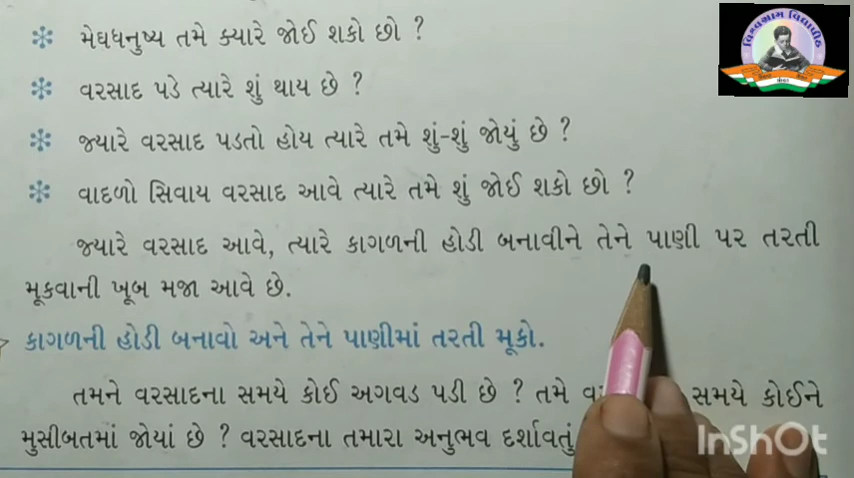 વિશ્વગ્રામ વિદ્યાપીઠ
મેઘધનુષ્ય તમે ક્યારે જોઈ શકો છો ?
વરસાદ પડે ત્યારે શું થાય છે ?
જ્યારે વરસાદ પડતો હોય ત્યારે તમે શું-શું જોયું છે ?
વાદળો સિવાય વરસાદ આવે ત્યારે તમે શું જોઈ શકો છો ?
જ્યારે વરસાદ આવે, ત્યારે કાગળની હોડી બનાવીને તેને પાણી પર તરતી
મૂકવાની ખૂબ મજા આવે છે.
કાગળની હોડી બનાવો અને તેને પાણીમાં તરતી મૂકો.
તમને વરસાદના સમયે કોઈ અગવડ પડી છે ? તમે સમયે કોઈને
મુસીબતમાં જોયાં છે ? વરસાદના તમારા અનુભવ દર્શાવતું
InShOt